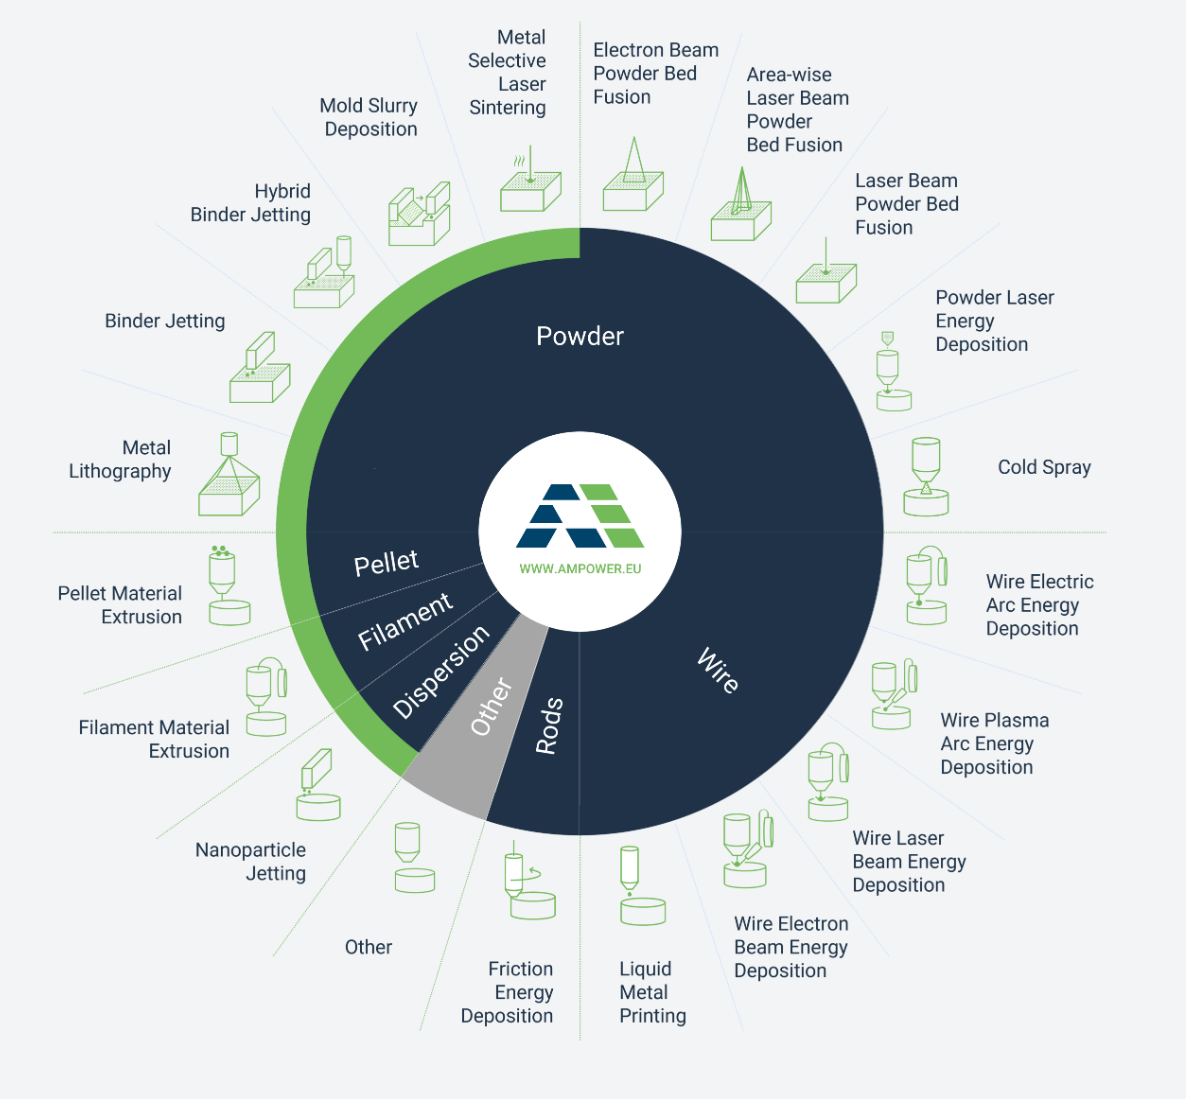 Metal
Selective
Laser
Sintering
Electron Beam
Powder Bed
Fusion
Area-wise
Laser Beam
Powder
Bed Fusion
Mold Slurry
Deposition
Laser Beam
Powder Bed
Fusion
Hybrid
Binder Jetting
Powder Laser
Energy
Deposition
Binder Jetting
Powder
Metal
Lithography
Cold Spray
WWW.AMPOWER.EU
Pellet
Filament
Dispersion
Other
Rods
Wire
Pellet Material
Extrusion
Wire Electric
Arc Energy
Deposition
Filament Material
Extrusion
Wire Plasma
Arc Energy
Deposition
Nanoparticle
Jetting
Wire Laser
Beam Energy
Deposition
Other
Wire Electron
Beam Energy
Deposition
Friction
Energy
Deposition
Liquid
Metal
Printing